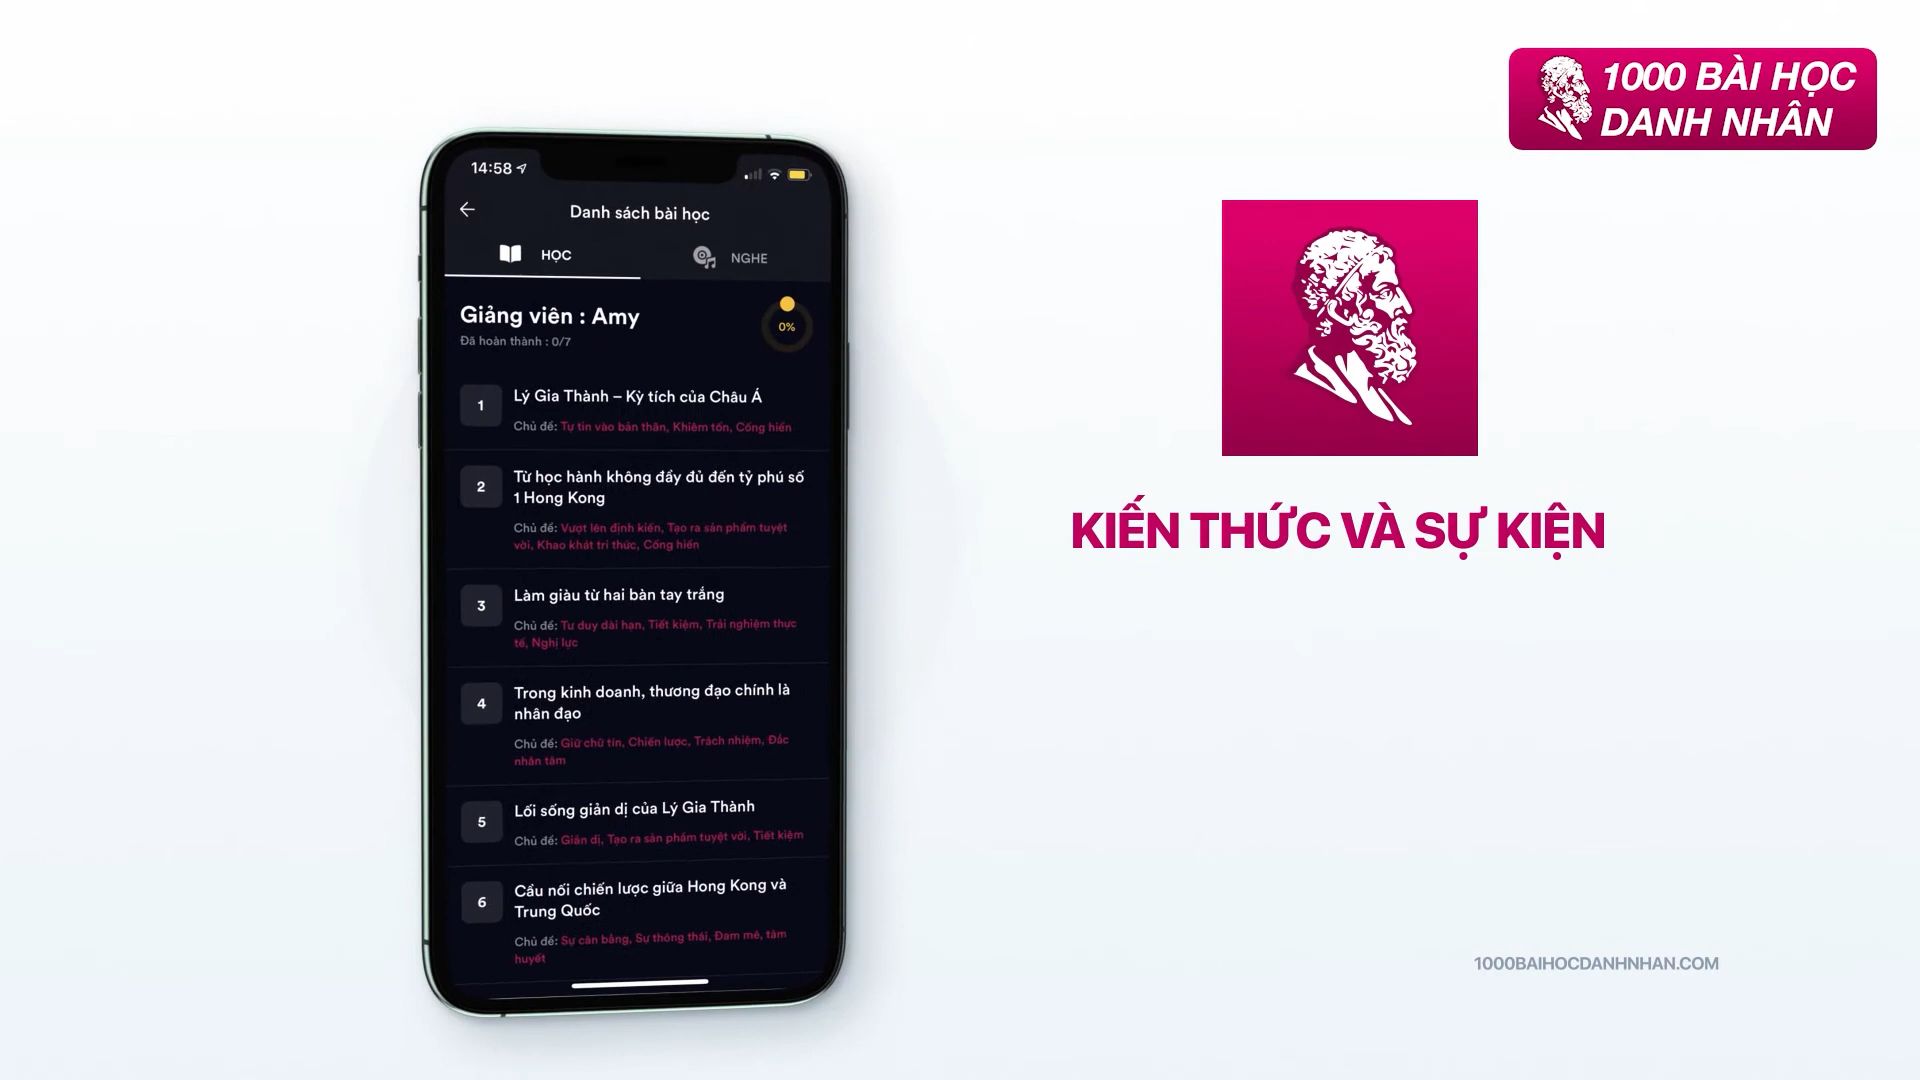 1000 BÀI HỌC
DANH NHÂN
14:58
Danh sách bài học
HỌC
NGHE
Giảng viên : Amy
0%
Đã hoàn thành : 0/7
1
Lý Gia Thành – Kỳ tích của Châu Á
Chủ đề: Tự tin vào bản thân, Khiêm tốn, Cống hiến
2
Từ học hành không đầy đủ đến tỷ phú số
1 Hong Kong
Chủ đề: Vượt lên định kiến, Tạo ra sản phẩm tuyệt
vời, Khao khát tri thức, Cống hiến
3
Làm giàu từ hai bàn tay trắng
Chủ đề: Tư duy dài hạn, Tiết kiệm, Trải nghiệm thực
tế, Nghị lực
4
Trong kinh doanh, thương đạo chính là
nhân đạo
Chủ đề: Giữ chữ tín, Chiến lược, Trách nhiệm, Đắc
nhân tâm
5
Lối sống giản dị của Lý Gia Thành
Chủ đề: Giản dị, Tạo ra sản phẩm tuyệt vời, Tiết kiệm
6
Cầu nối chiến lược giữa Hong Kong và
Trung Quốc
Chủ đề: Sự cân bằng, Sự thông thái, Đam mê, tâm
huyết
KIẾN THỨC VÀ SỰ KIỆN
1000BAIHOCDANHNHAN.COM